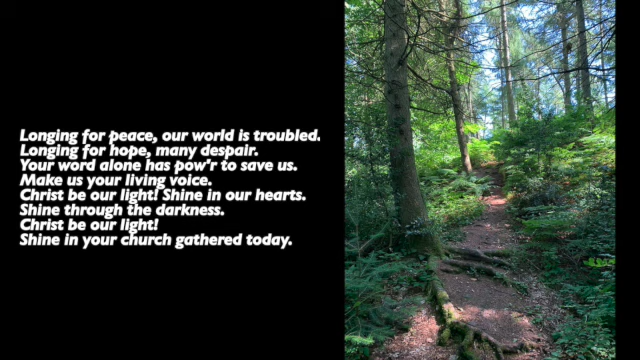 Longing for peace, our world is troubled.
Longing for hope, many despair.
Your word alone has pow'r to save us.
Make us your living voice.
Christ be our light! Shine in our hearts.
Shine through the darkness.
Christ be our light!
Shine in your church gathered today.